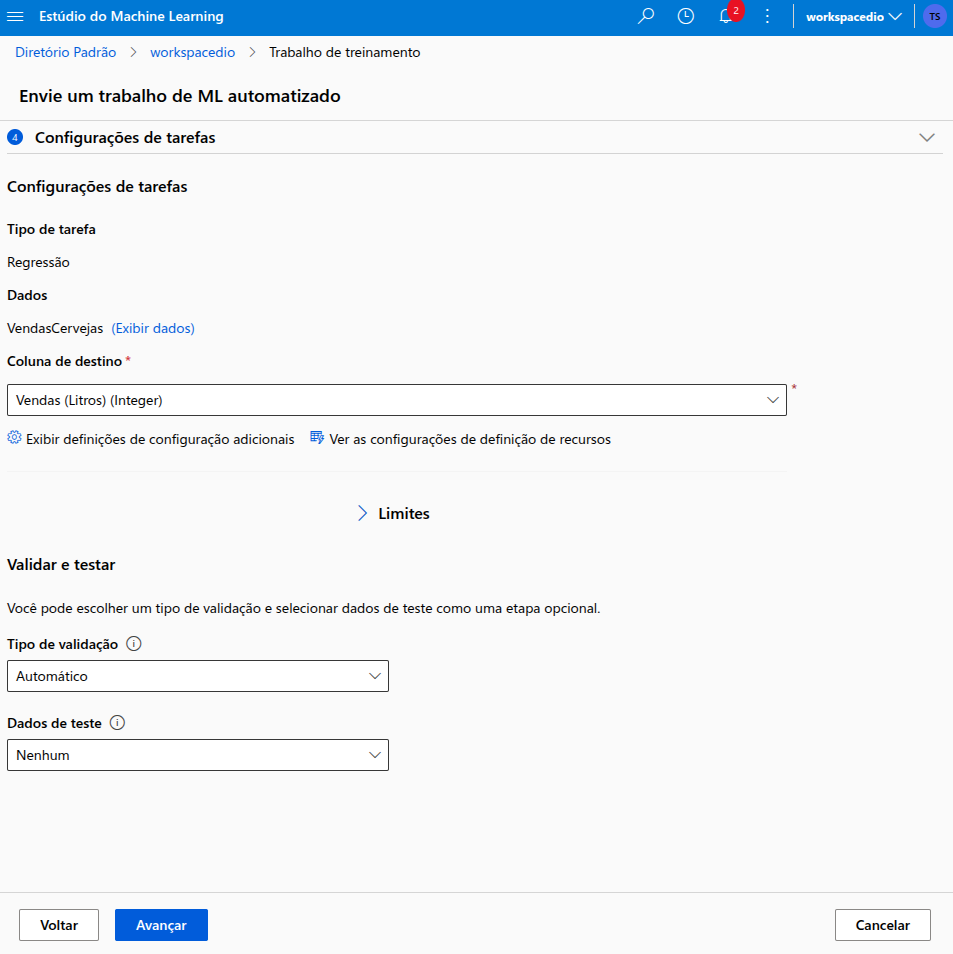 Estúdio do Machine Learning
2
workspacedio
TS
Diretório Padrão > workspacedio > Trabalho de treinamento
Envie um trabalho de ML automatizado
4 Configurações de tarefas
Configurações de tarefas
Tipo de tarefa
Regressão
Dados
VendasCervejas (Exibir dados)
Coluna de destino *
Vendas (Litros) (Integer) *
Exibir definições de configuração adicionais Ver as configurações de definição de recursos
Limites
Validar e testar
Você pode escolher um tipo de validação e selecionar dados de teste como uma etapa opcional.
Tipo de validação
Automático
Dados de teste
Nenhum
Voltar Avançar Cancelar